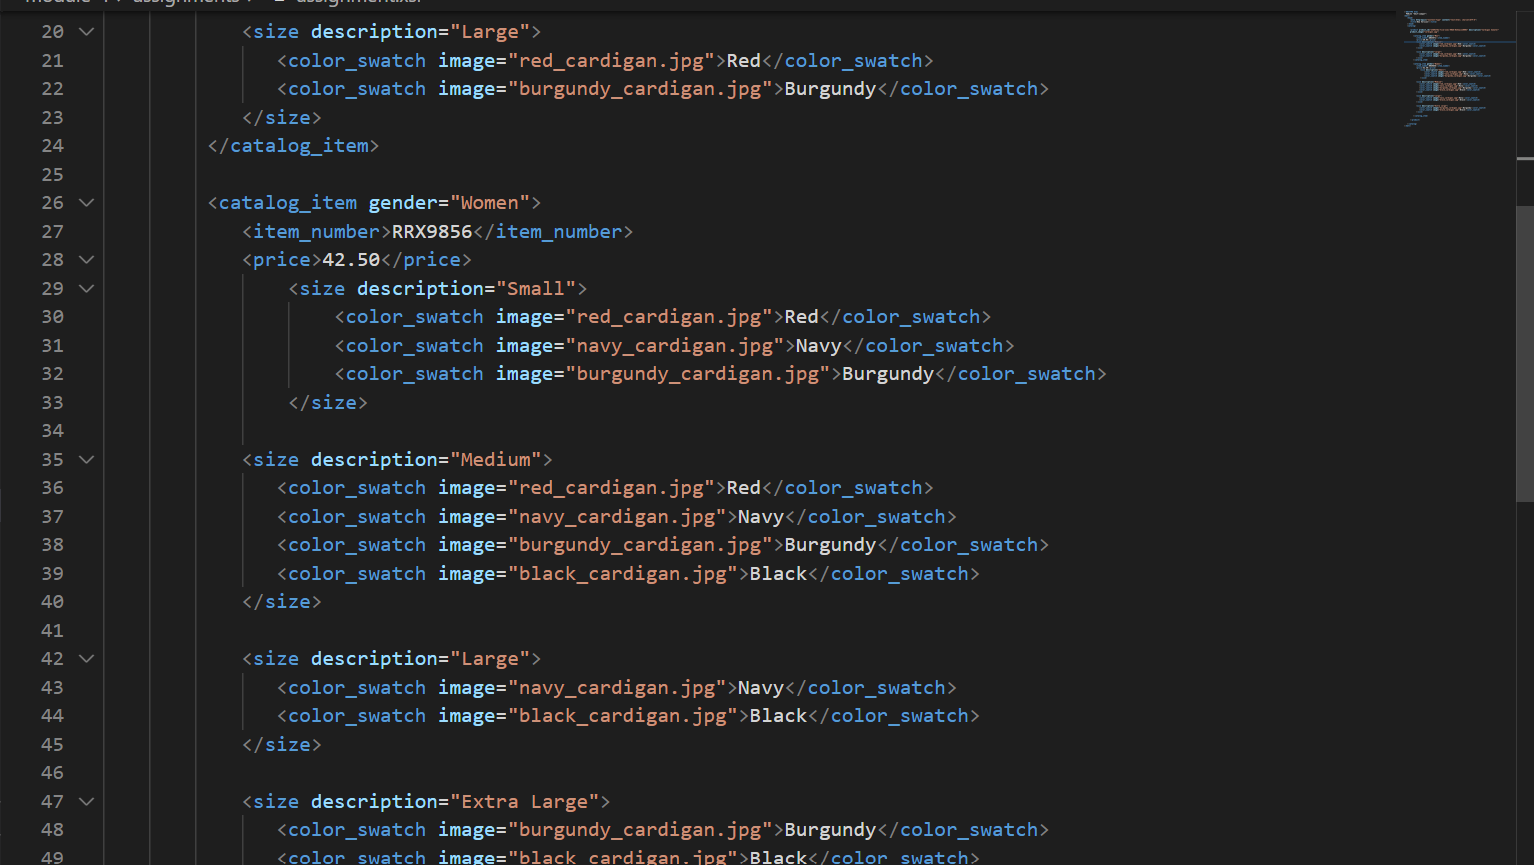 20 <size description="Large">
21 <color_swatch image="red_cardigan.jpg">Red</color_swatch>
22 <color_swatch image="burgundy_cardigan.jpg">Burgundy</color_swatch>
23 </size>
24 </catalog_item>
25
26 <catalog_item gender="Women">
27 <item_number>RRX9856</item_number>
28 <price>42.50</price>
29 <size description="Small">
30 <color_swatch image="red_cardigan.jpg">Red</color_swatch>
31 <color_swatch image="navy_cardigan.jpg">Navy</color_swatch>
32 <color_swatch image="burgundy_cardigan.jpg">Burgundy</color_swatch>
33 </size>
34
35 <size description="Medium">
36 <color_swatch image="red_cardigan.jpg">Red</color_swatch>
37 <color_swatch image="navy_cardigan.jpg">Navy</color_swatch>
38 <color_swatch image="burgundy_cardigan.jpg">Burgundy</color_swatch>
39 <color_swatch image="black_cardigan.jpg">Black</color_swatch>
40 </size>
41
42 <size description="Large">
43 <color_swatch image="navy_cardigan.jpg">Navy</color_swatch>
44 <color_swatch image="black_cardigan.jpg">Black</color_swatch>
45 </size>
46
47 <size description="Extra Large">
48 <color_swatch image="burgundy_cardigan.jpg">Burgundy</color_swatch>
49 <color_swatch image="black_cardigan.jpg">Black</color_swatch>